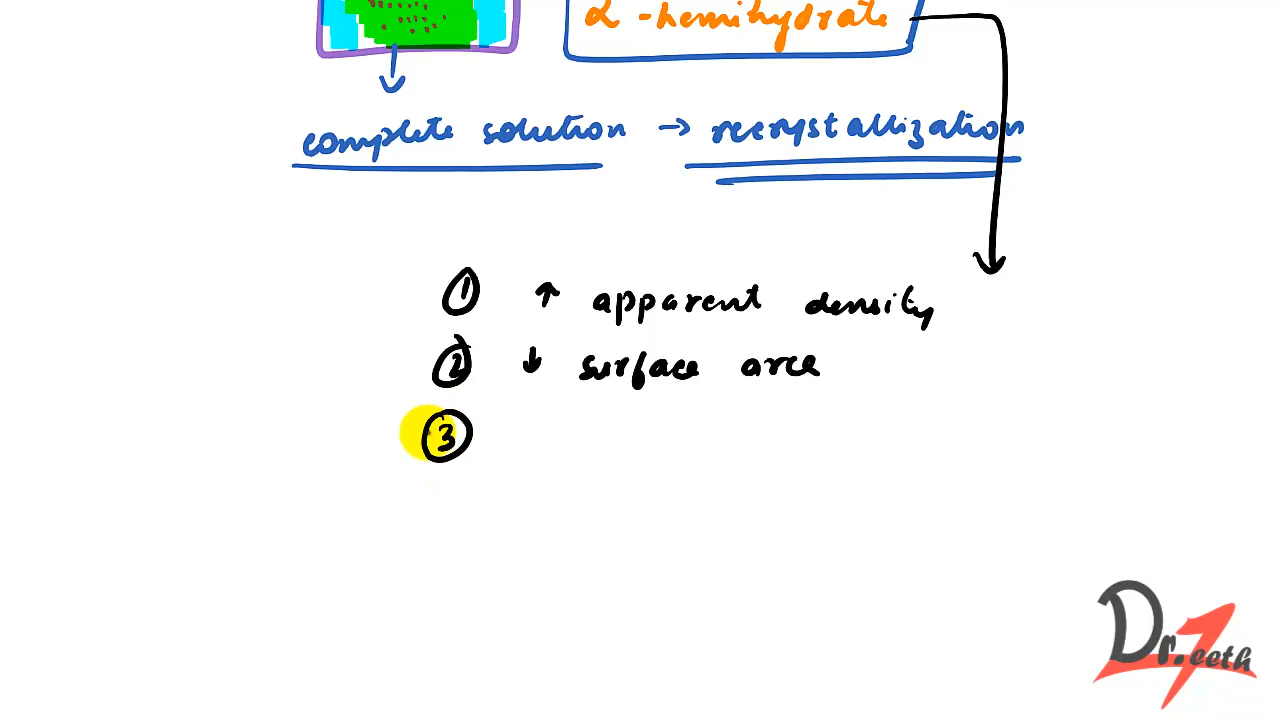 α - hemihydrate
complete solution → recrystallization
① ↑ apparent density
② ↓ surface area
③
Dr. Teeth